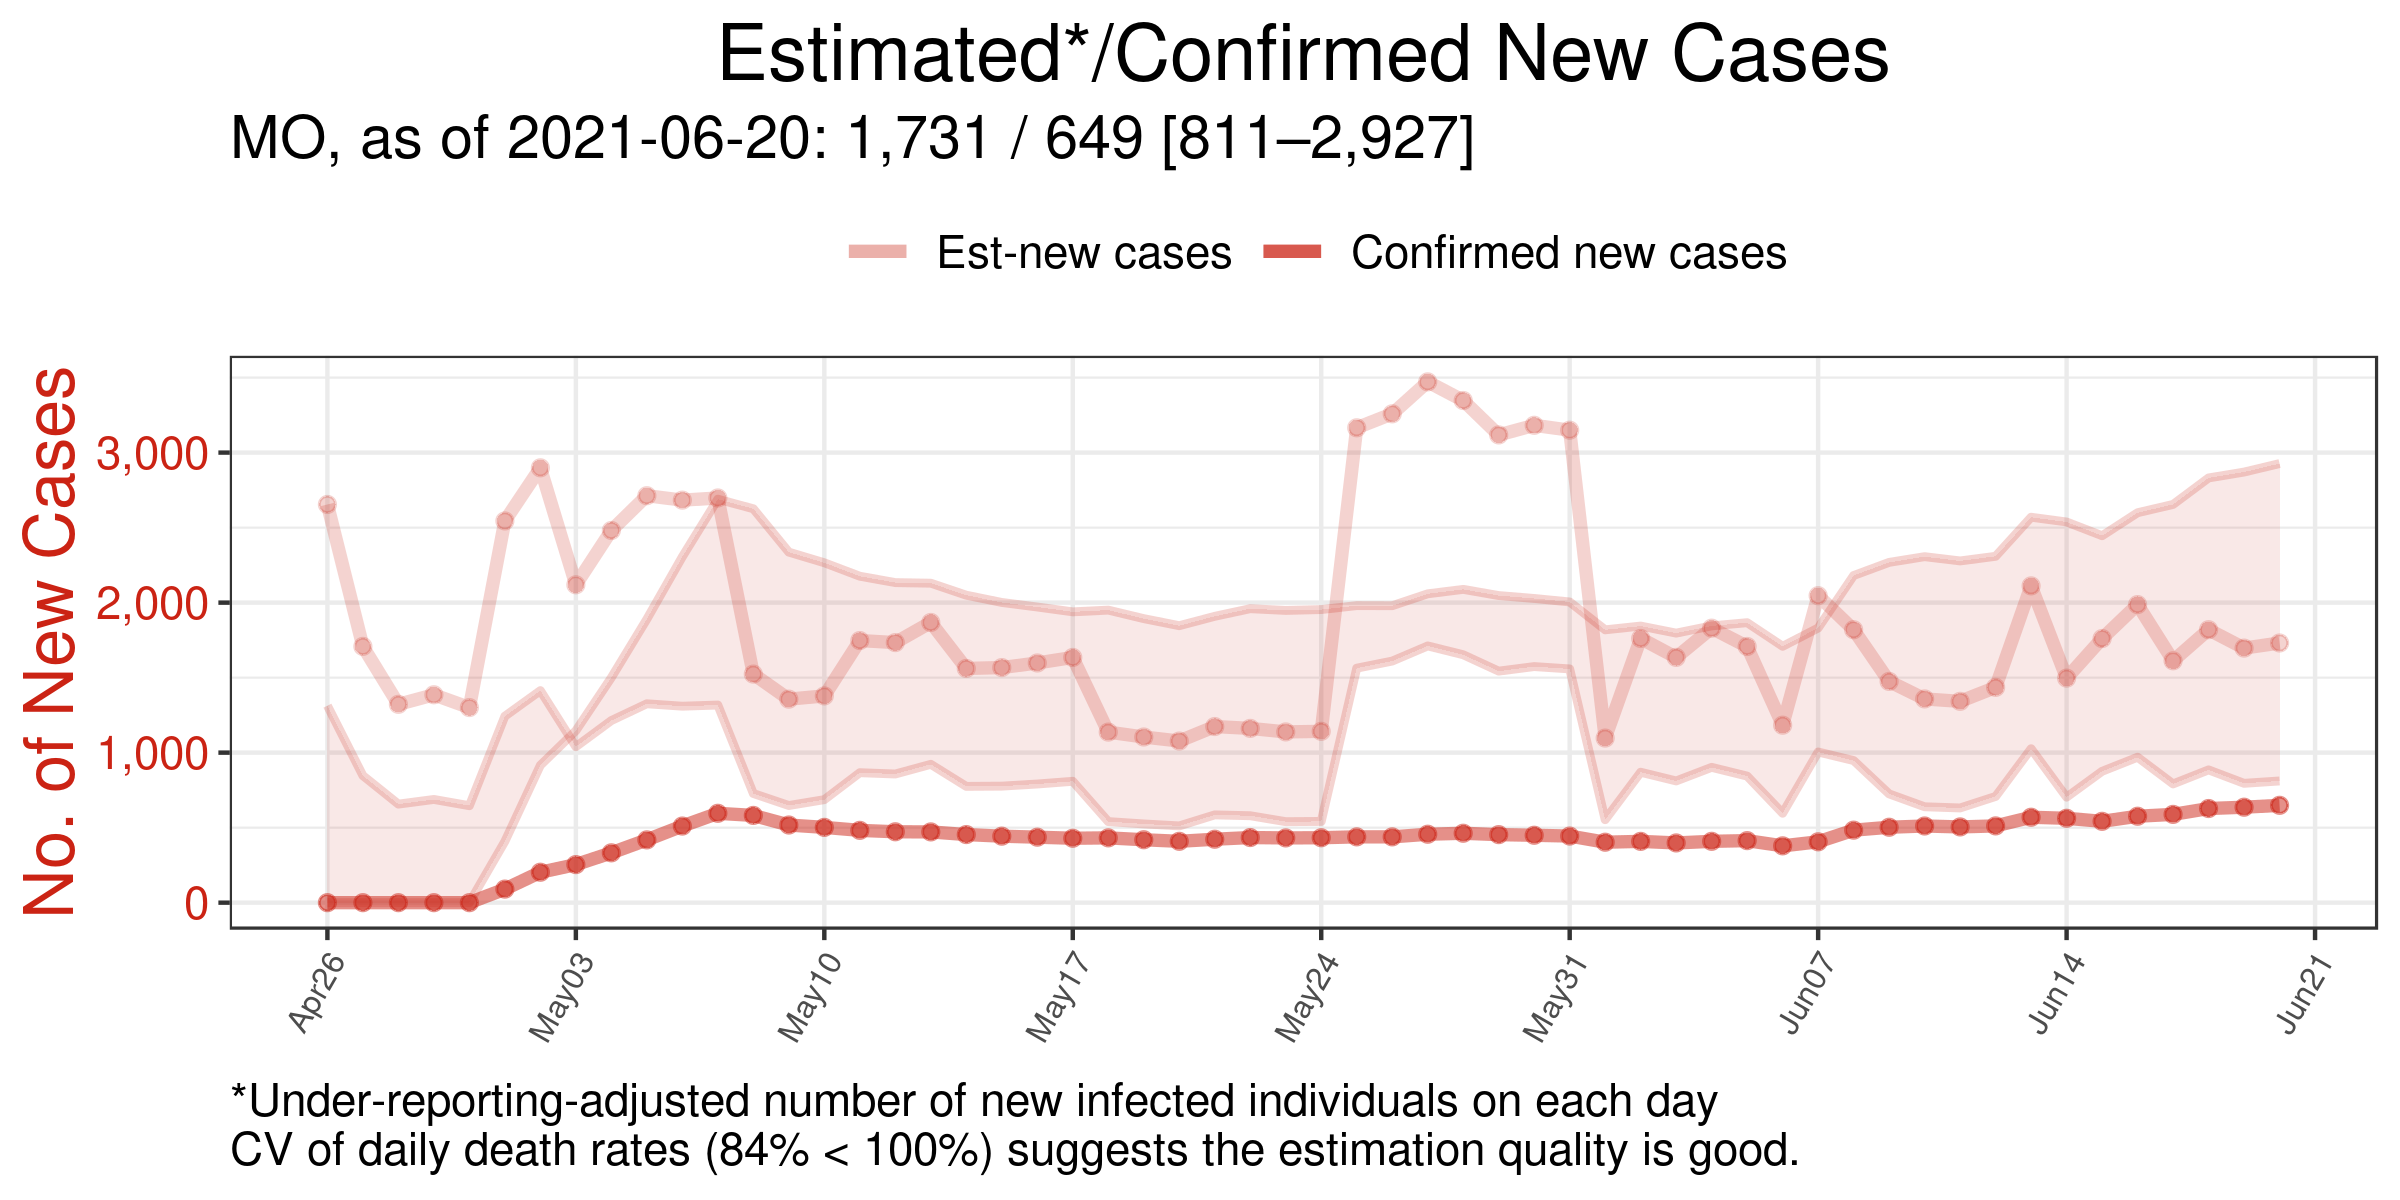 Estimated*/Confirmed New Cases
MO, as of 2021-06-20: 1,731 / 649 [811–2,927]
Est-new cases Confirmed new cases
No. of New Cases
3,000
2,000
1,000
0
Apr26 May03 May10 May17 May24 May31 Jun07 Jun14 Jun21
*Under-reporting-adjusted number of new infected individuals on each day
CV of daily death rates (84% < 100%) suggests the estimation quality is good.